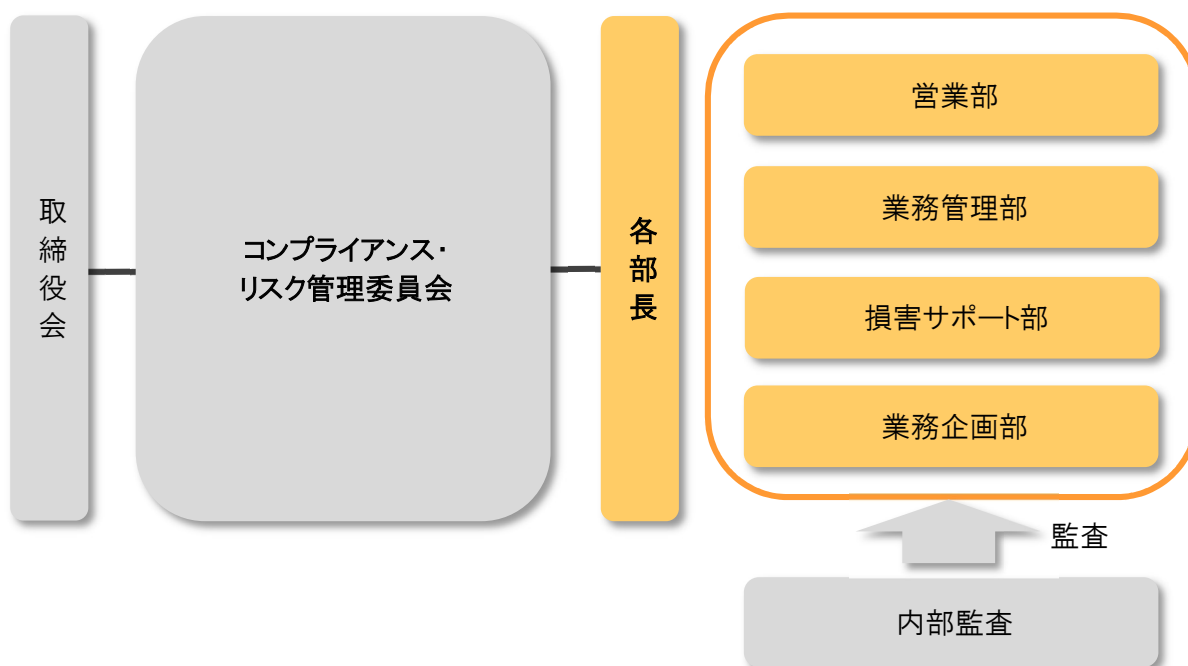 取締役会
コンプライアンス・
リスク管理委員会
各部長
営業部
業務管理部
損害サポート部
業務企画部
監査
内部監査